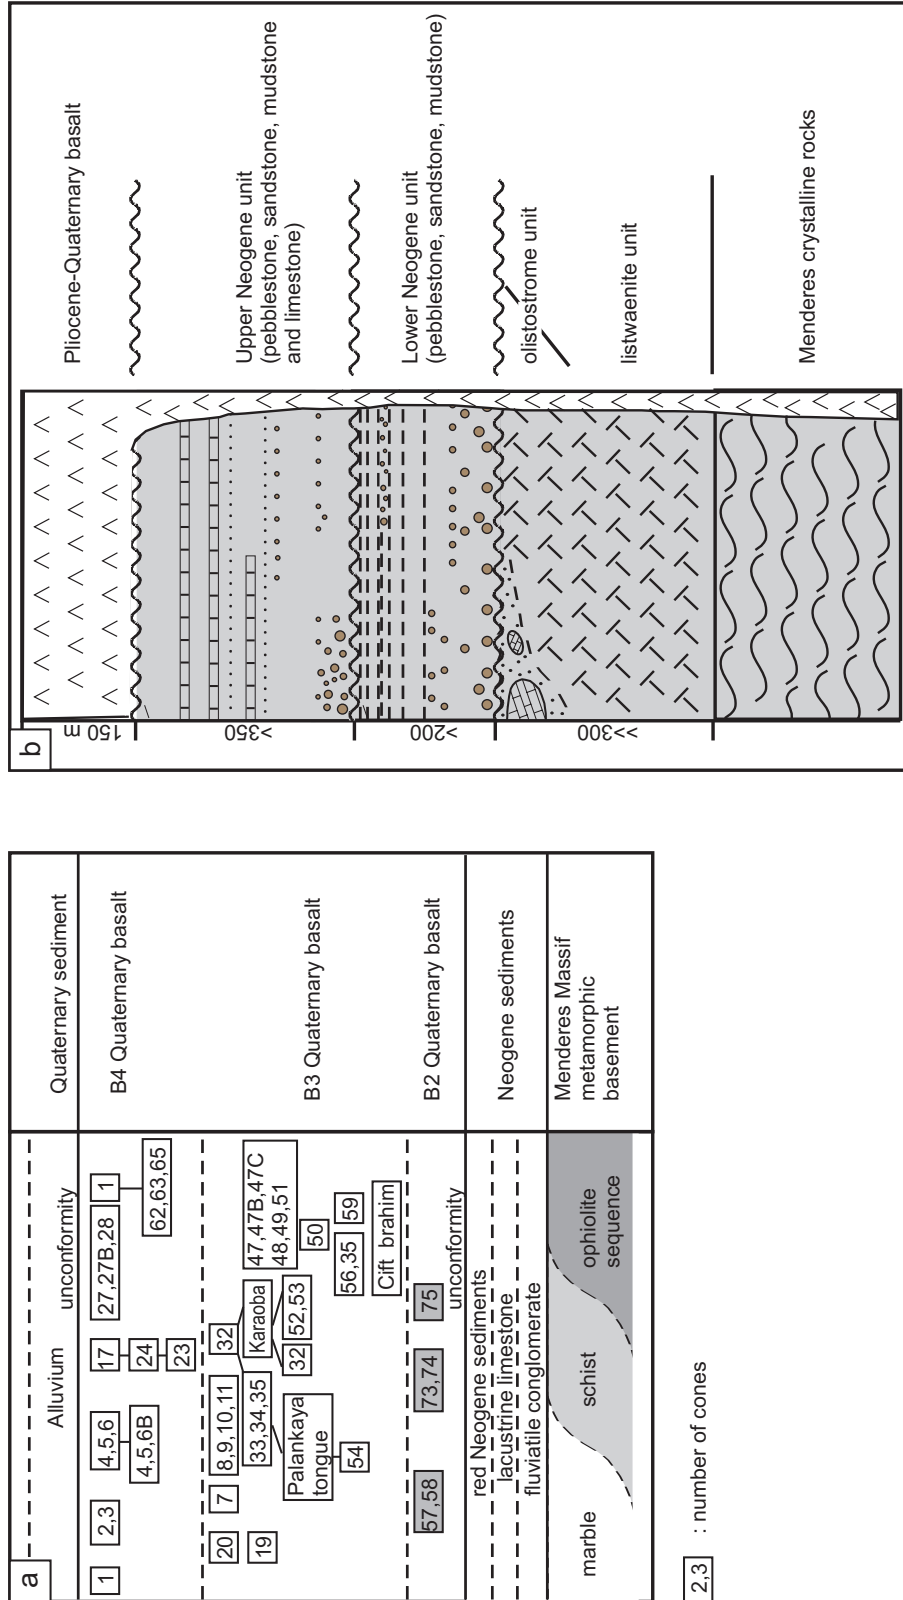 a
Alluvium
Quaternary sediment
unconformity
1
2,3
4,5,6
4,5,6B
17
24
23
27,27B,28
1
62,63,65
B4 Quaternary basalt
20
19
7
8,9,10,11
33,34,35
Palankaya
tongue
54
32
Karaoba
32
52,53
47,47B,47C
48,49,51
50
56,35
59
Cift brahim
B3 Quaternary basalt
57,58
73,74
75
B2 Quaternary basalt
unconformity
red Neogene sediments
lacustrine limestone
fluviatile conglomerate
Neogene sediments
marble
schist
ophiolite
sequence
Menderes Massif
metamorphic
basement
2,3
: number of cones
b
150 m
>350
>200
>>300
Pliocene-Quaternary basalt
Upper Neogene unit
(pebblestone, sandstone, mudstone
and limestone)
Lower Neogene unit
(pebblestone, sandstone, mudstone)
olistostrome unit
listwaenite unit
Menderes crystalline rocks